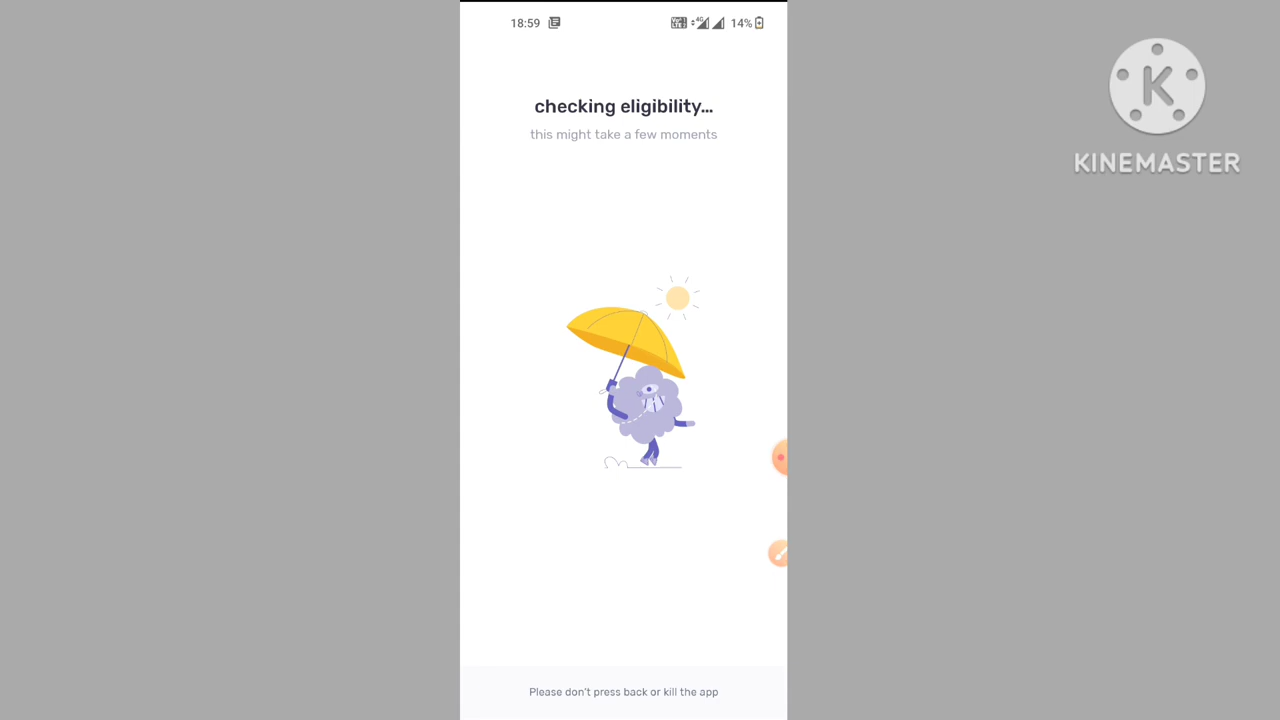 18:59
4G
14%
checking eligibility...
this might take a few moments
K
KINEMASTER
Please don't press back or kill the app